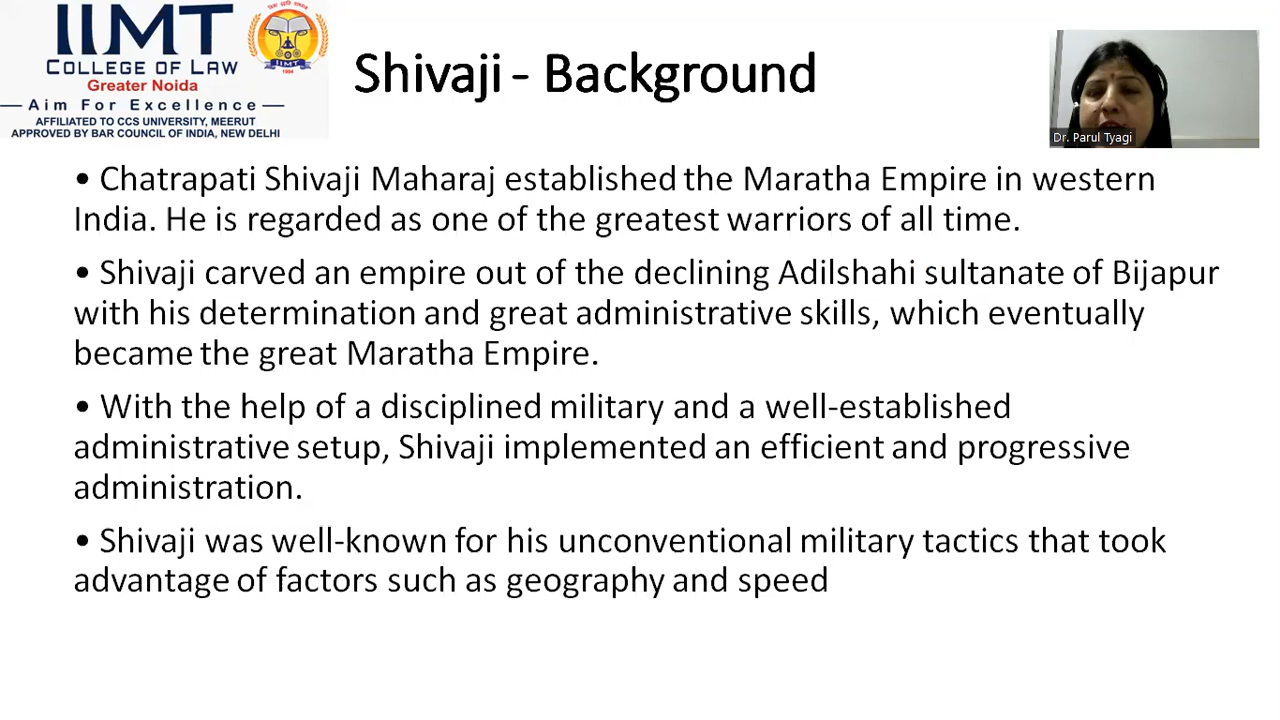 IIMT
COLLEGE OF LAW
Greater Noida
Aim For Excellence
AFFILIATED TO CCS UNIVERSITY, MEERUT
APPROVED BY BAR COUNCIL OF INDIA, NEW DELHI
IIMT
Shivaji - Background
Dr. Parul Tyagi
• Chatrapati Shivaji Maharaj established the Maratha Empire in western
India. He is regarded as one of the greatest warriors of all time.
• Shivaji carved an empire out of the declining Adilshahi sultanate of Bijapur
with his determination and great administrative skills, which eventually
became the great Maratha Empire.
• With the help of a disciplined military and a well-established
administrative setup, Shivaji implemented an efficient and progressive
administration.
• Shivaji was well-known for his unconventional military tactics that took
advantage of factors such as geography and speed